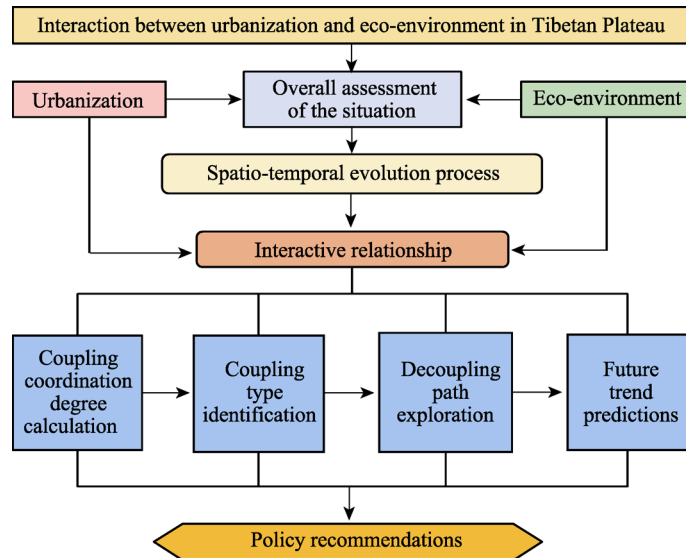 Interaction between urbanization and eco-environment in Tibetan Plateau
Urbanization
Overall assessment
of the situation
Eco-environment
Spatio-temporal evolution process
Interactive relationship
Coupling
coordination
degree
calculation
Coupling
type
identification
Decoupling
path
exploration
Future
trend
predictions
Policy recommendations